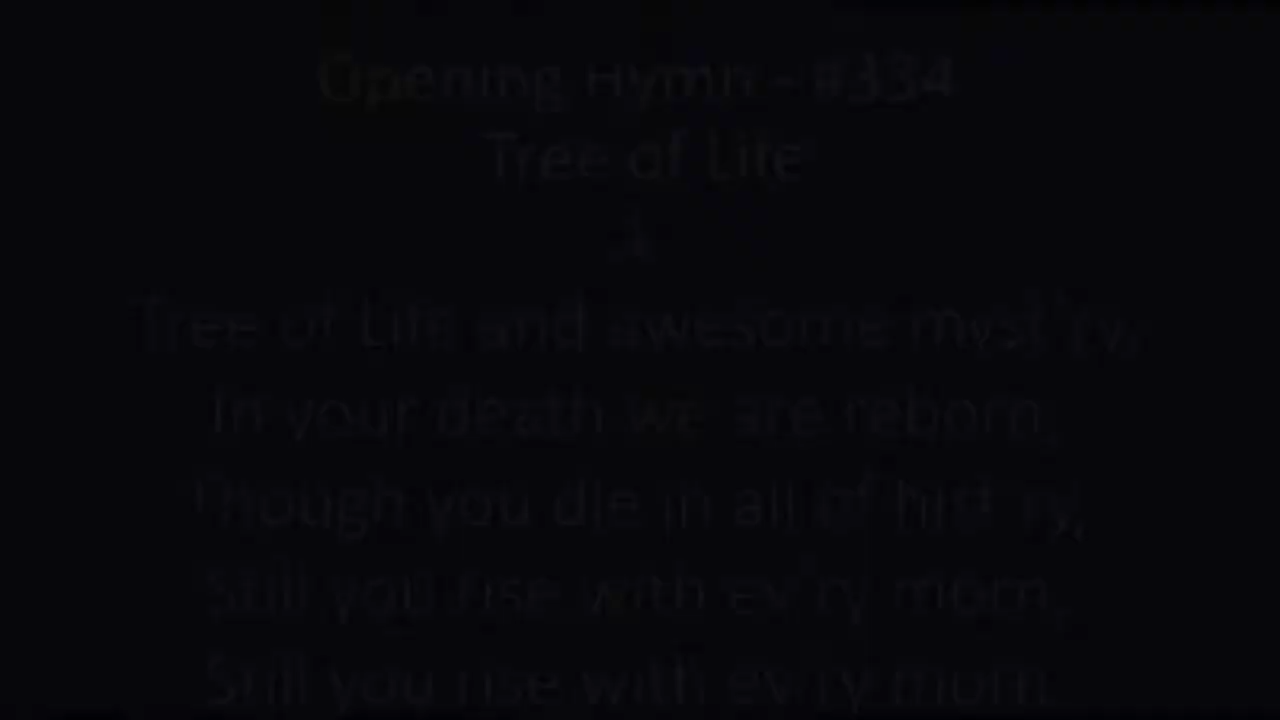 Opening Hymn - #334
Tree of Life
1
Tree of Life and awesome myst'ry,
In your death we are reborn,
Though you die in all of hist'ry,
Still you rise with ev'ry morn,
Still you rise with ev'ry morn.